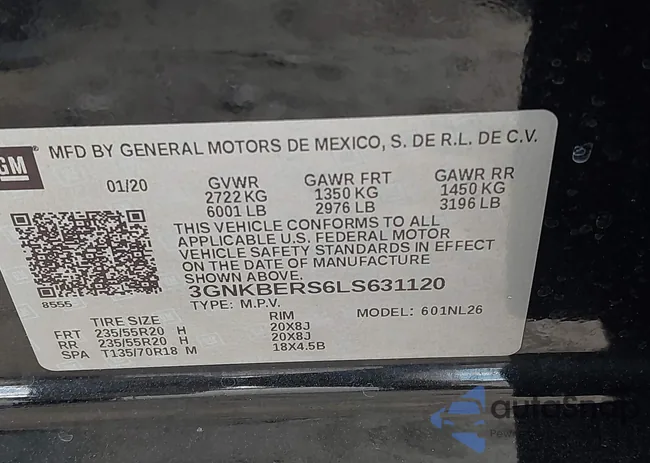 GM
MFD BY GENERAL MOTORS DE MEXICO, S. DE R.L. DE C.V.
01/20 GVWR GAWR FRT GAWR RR
2722 KG 1350 KG 1450 KG
6001 LB 2976 LB 3196 LB
THIS VEHICLE CONFORMS TO ALL
APPLICABLE U.S. FEDERAL MOTOR
VEHICLE SAFETY STANDARDS IN EFFECT
ON THE DATE OF MANUFACTURE
SHOWN ABOVE.
8555
3GNKBERS6LS631120
TYPE: M.P.V. MODEL: 601NL26
TIRE SIZE RIM
FRT 235/55R20 H 20X8J
RR 235/55R20 H 20X8J
SPA T135/70R18 M 18X4.5B
autoSnap